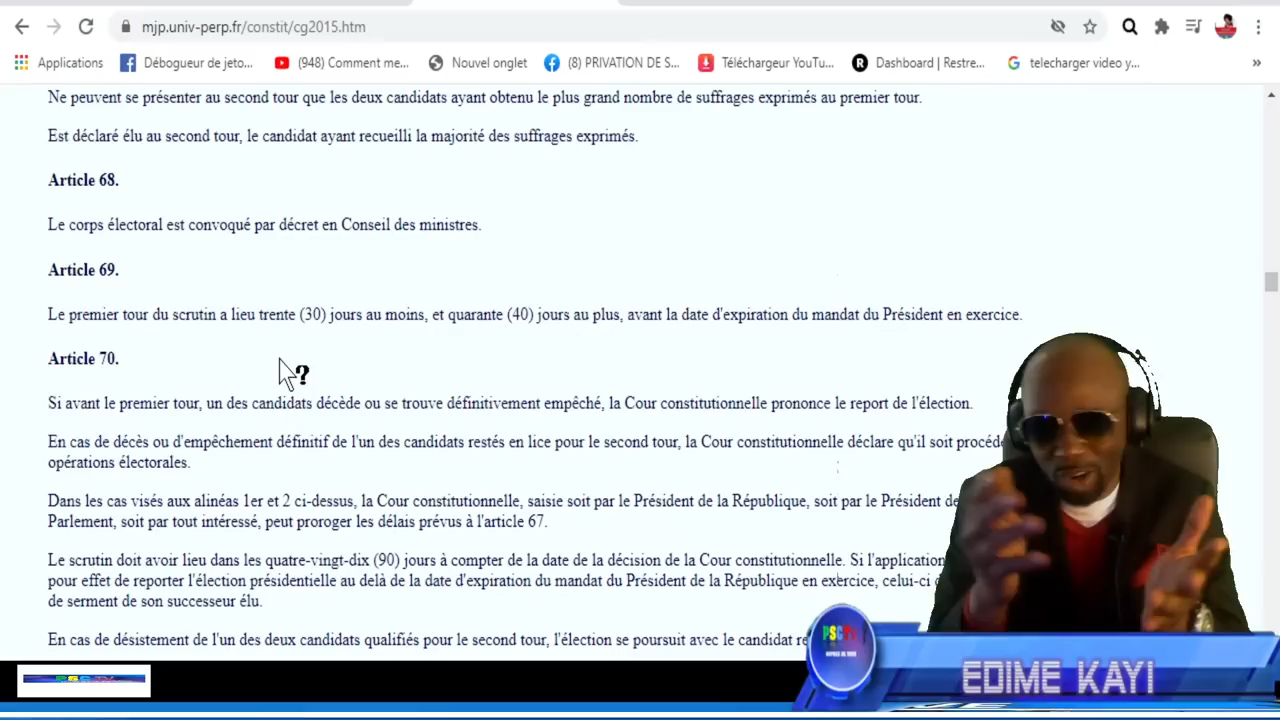 mjp.univ-perp.fr/constit/cg2015.htm
Applications
Débogueur de jeto...
(948) Comment me...
Nouvel onglet
(8) PRIVATION DE S...
Téléchargeur YouTu...
R Dashboard | Restre...
G telecharger video y...
»
Ne peuvent se présenter au second tour que les deux candidats ayant obtenu le plus grand nombre de suffrages exprimés au premier tour.
Est déclaré élu au second tour, le candidat ayant recueilli la majorité des suffrages exprimés.
Article 68.
Le corps électoral est convoqué par décret en Conseil des ministres.
Article 69.
Le premier tour du scrutin a lieu trente (30) jours au moins, et quarante (40) jours au plus, avant la date d'expiration du mandat du Président en exercice.
Article 70.
Si avant le premier tour, un des candidats décède ou se trouve définitivement empêché, la Cour constitutionnelle prononce le report de l'élection.
En cas de décès ou d'empêchement définitif de l'un des candidats restés en lice pour le second tour, la Cour constitutionnelle déclare qu'il soit procédé
opérations électorales.
Dans les cas visés aux alinéas 1er et 2 ci-dessus, la Cour constitutionnelle, saisie soit par le Président de la République, soit par le Président de
Parlement, soit par tout intéressé, peut proroger les délais prévus à l'article 67.
Le scrutin doit avoir lieu dans les quatre-vingt-dix (90) jours à compter de la date de la décision de la Cour constitutionnelle. Si l'application
pour effet de reporter l'élection présidentielle au delà de la date d'expiration du mandat du Président de la République en exercice, celui-ci
de serment de son successeur élu.
En cas de désistement de l'un des deux candidats qualifiés pour le second tour, l'élection se poursuit avec le candidat
PSCTV
EDIME KAYI